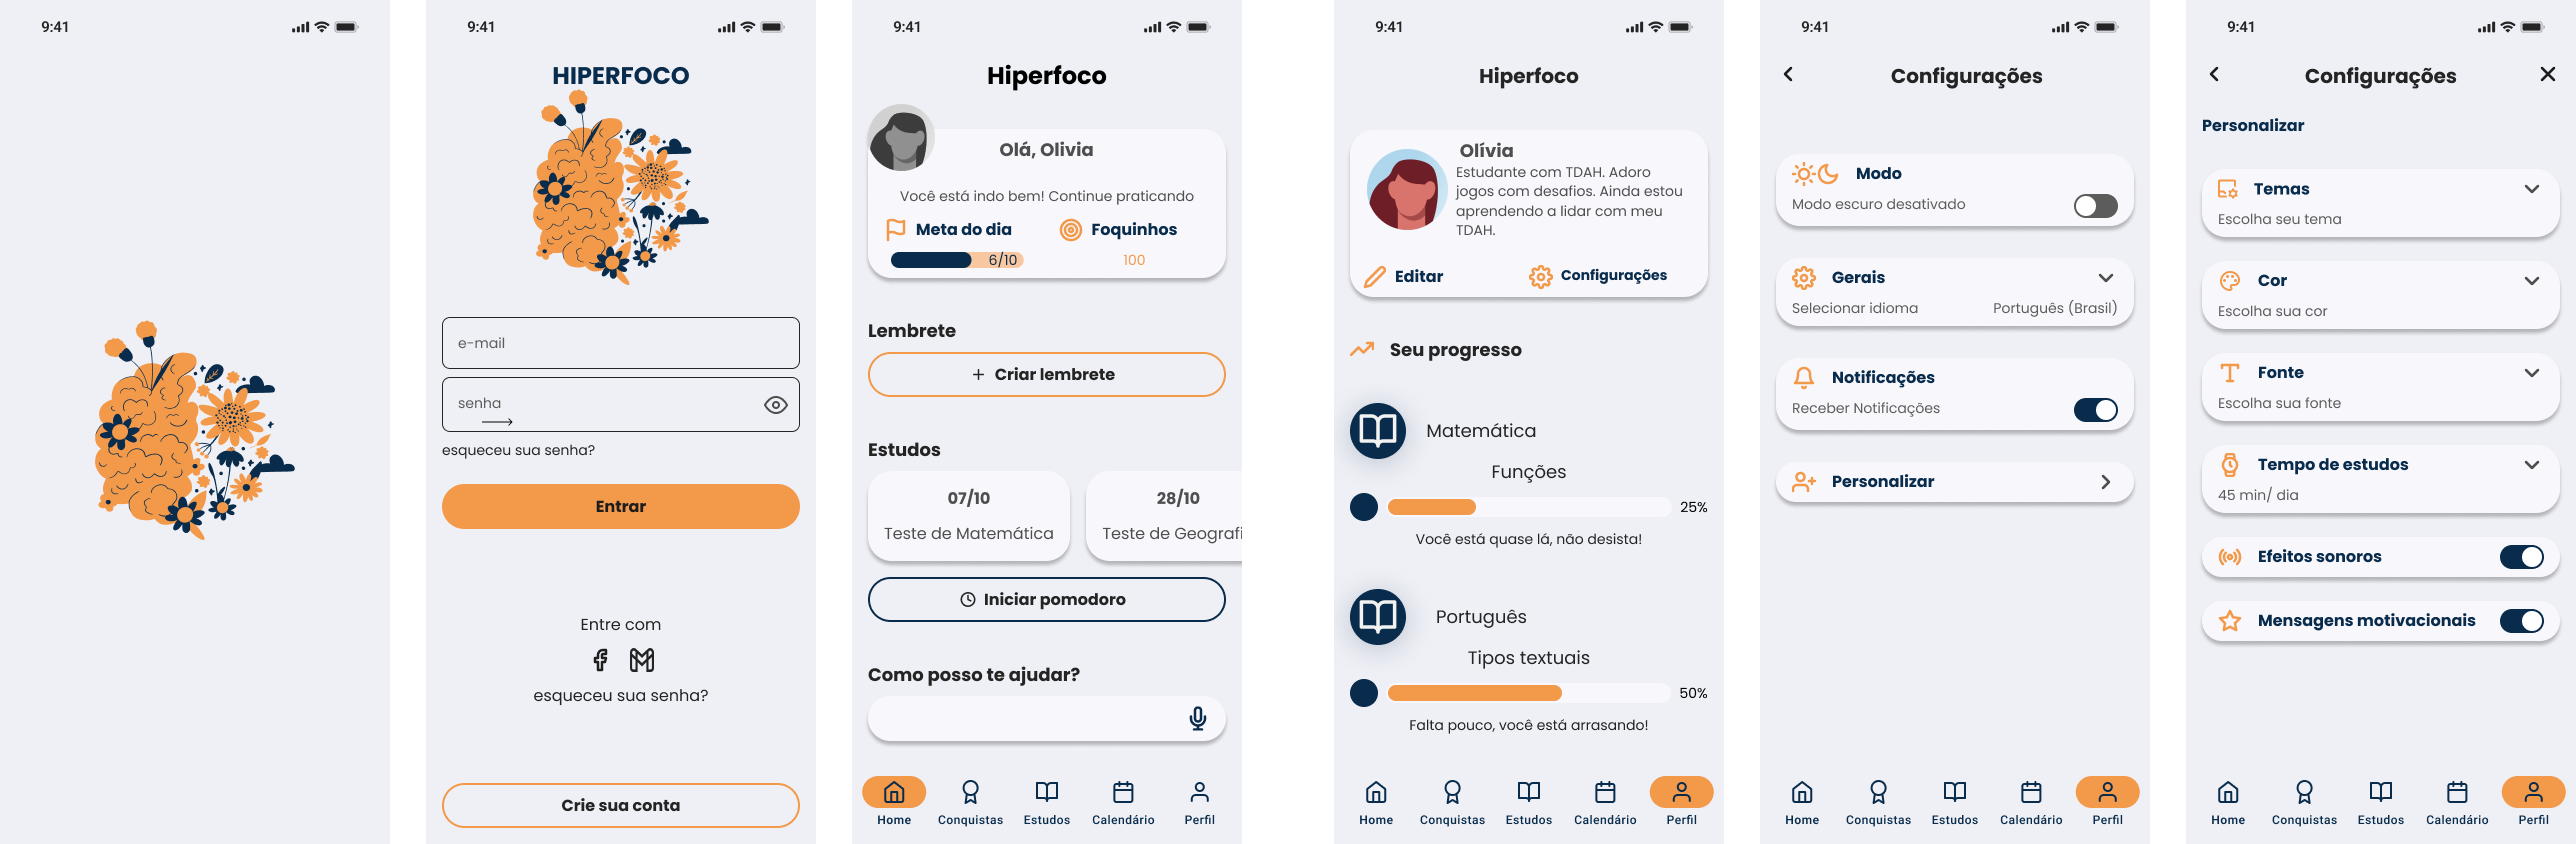 9:41
9:41
HIPERFOCO
e-mail
senha
esqueceu sua senha?
Entrar
Entre com
esqueceu sua senha?
Crie sua conta
9:41
Hiperfoco
Olá, Olivia
Você está indo bem! Continue praticando
Meta do dia
Foquinhos
6/10
100
Lembrete
+ Criar lembrete
Estudos
07/10
Teste de Matemática
28/10
Teste de Geografi
Iniciar pomodoro
Como posso te ajudar?
Home
Conquistas
Estudos
Calendário
Perfil
9:41
Hiperfoco
Olívia
Estudante com TDAH. Adoro
jogos com desafios. Ainda estou
aprendendo a lidar com meu
TDAH.
Editar
Configurações
Seu progresso
Matemática
Funções
25%
Você está quase lá, não desista!
Português
Tipos textuais
50%
Falta pouco, você está arrasando!
Home
Conquistas
Estudos
Calendário
Perfil
9:41
Configurações
Modo
Modo escuro desativado
Gerais
Selecionar idioma
Português (Brasil)
Notificações
Receber Notificações
Personalizar
Home
Conquistas
Estudos
Calendário
Perfil
9:41
Configurações
Personalizar
Temas
Escolha seu tema
Cor
Escolha sua cor
Fonte
Escolha sua fonte
Tempo de estudos
45 min/ dia
Efeitos sonoros
Mensagens motivacionais
Home
Conquistas
Estudos
Calendário
Perfil